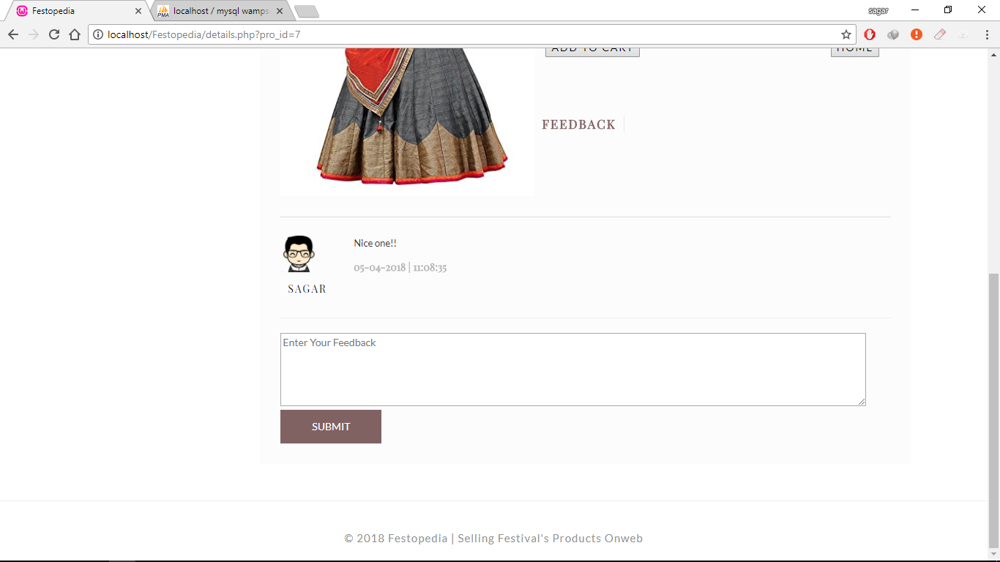 Festopedia
localhost / mysql wamps
sagar
localhost/Festopedia/details.php?pro_id=7
ADD TO CART
HOME
FEEDBACK
Nice one!!
05-04-2018 | 11:08:35
SAGAR
Enter Your Feedback
SUBMIT
© 2018 Festopedia | Selling Festival's Products Onweb